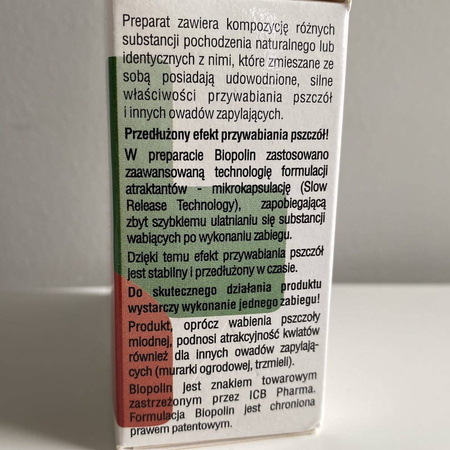 Preparat zawiera kompozycję różnych
substancji pochodzenia naturalnego lub
identycznych z nimi, które zmieszane ze
sobą posiadają udowodnione, silne
właściwości przywabiania pszczół
i innych owadów zapylających.
Przedłużony efekt przywabiania pszczół!
W preparacie Biopolin zastosowano
zaawansowaną technologię formulacji
atraktantów - mikrokapsulację (Slow
Release Technology), zapobiegającą
zbyt szybkiemu ulatnianiu się substancji
wabiących po wykonaniu zabiegu.
Dzięki temu efekt przywabiania pszczół
jest stabilny i przedłużony w czasie.
Do skutecznego działania produktu
wystarczy wykonanie jednego zabiegu!
Produkt, oprócz wabienia pszczoły
miodnej, podnosi atrakcyjność kwiatów
również dla innych owadów zapylają-
cych (murarki ogrodowej, trzmieli).
Biopolin jest znakiem towarowym
zastrzeżonym przez ICB Pharma.
Formulacja Biopolin jest chroniona
prawem patentowym.